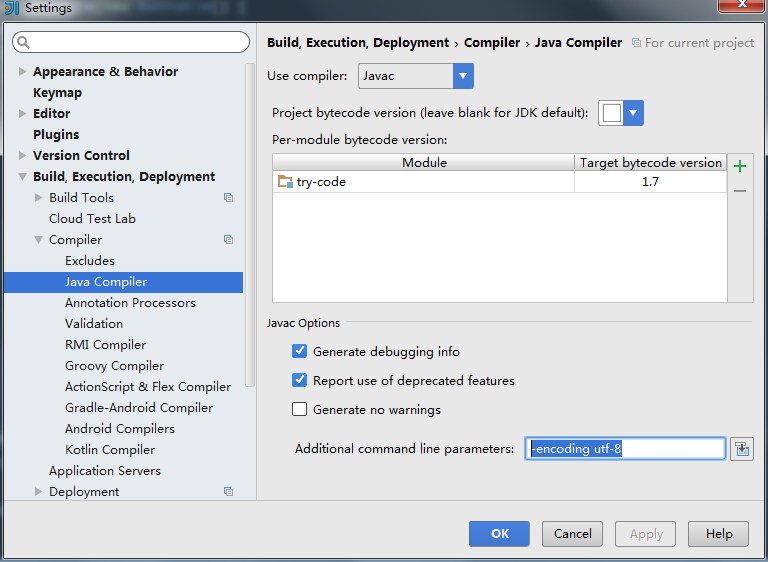 Settings
Build, Execution, Deployment › Compiler › Java Compiler For current project
Appearance & Behavior
Keymap
Editor
Plugins
Version Control
Build, Execution, Deployment
Build Tools
Cloud Test Lab
Compiler
Excludes
Java Compiler
Annotation Processors
Validation
RMI Compiler
Groovy Compiler
ActionScript & Flex Compiler
Gradle-Android Compiler
Android Compilers
Kotlin Compiler
Application Servers
Deployment
Use compiler: Javac
Project bytecode version (leave blank for JDK default):
Per-module bytecode version:
Module Target bytecode version
try-code 1.7
Javac Options
Generate debugging info
Report use of deprecated features
Generate no warnings
Additional command line parameters: -encoding utf-8
OK Cancel Apply Help